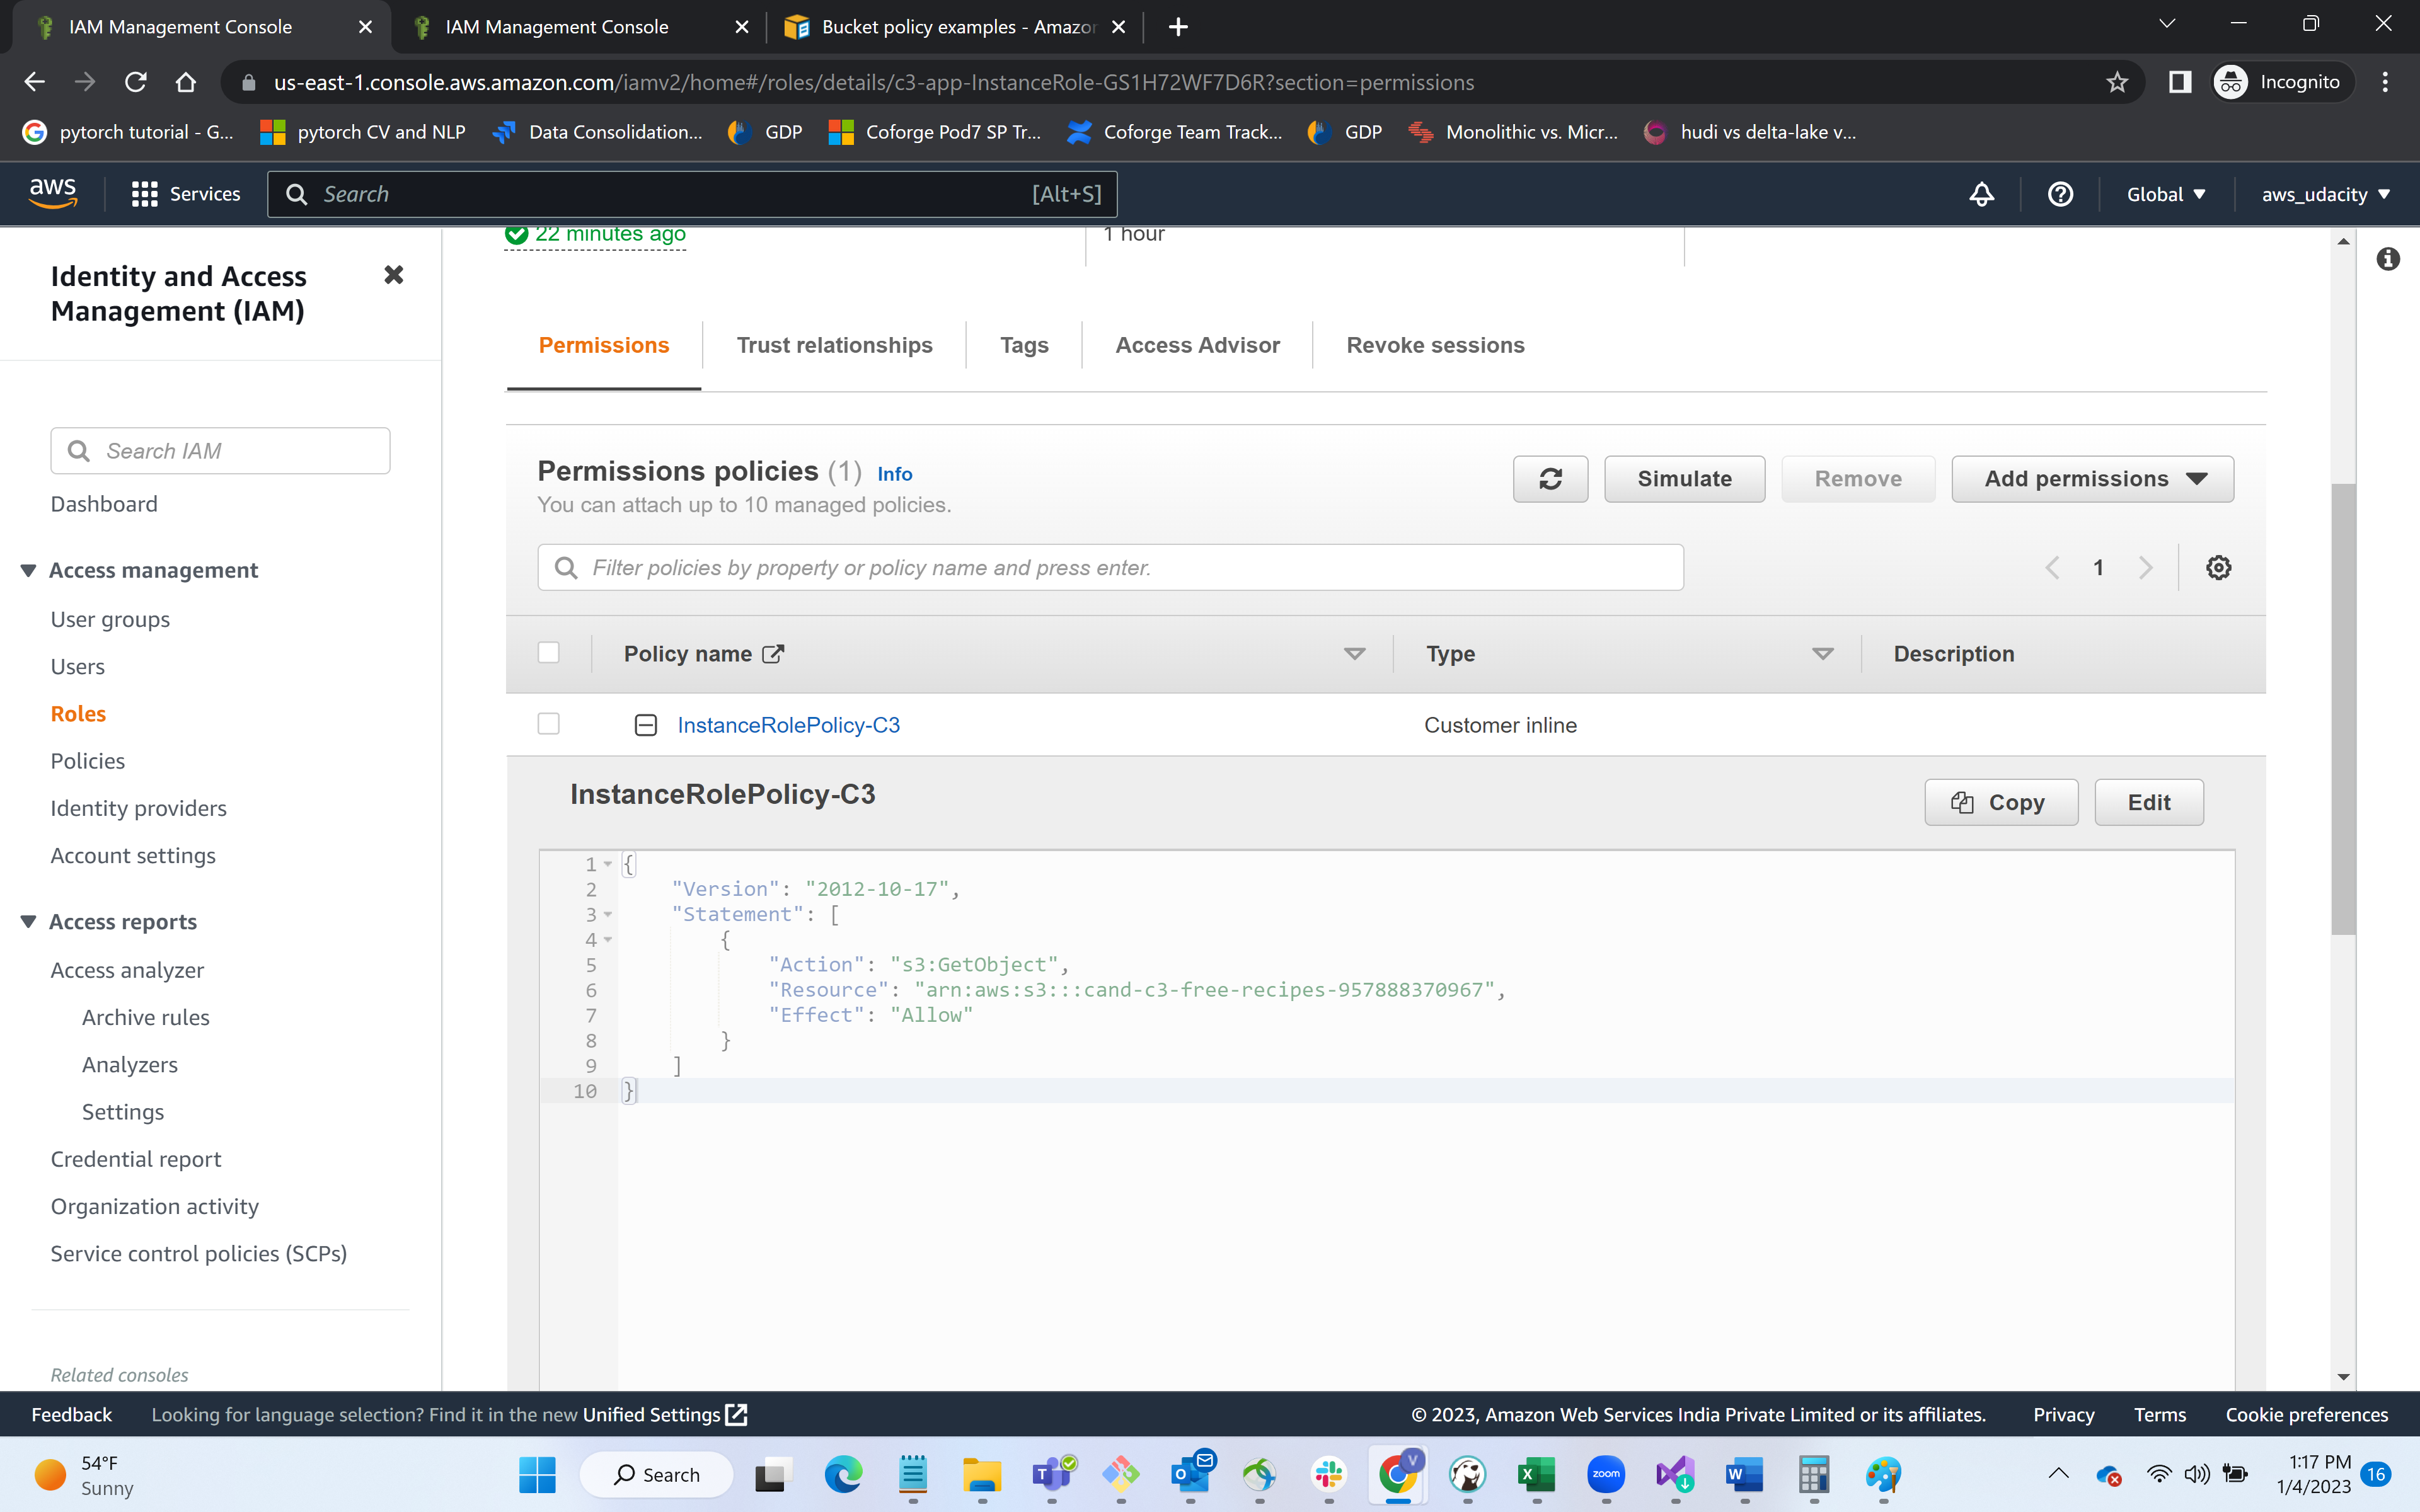 IAM Management Console
IAM Management Console
Bucket policy examples - Amazon
us-east-1.console.aws.amazon.com/iamv2/home#/roles/details/c3-app-InstanceRole-GS1H72WF7D6R?section=permissions
Incognito
pytorch tutorial - G...
pytorch CV and NLP
Data Consolidation...
GDP
Coforge Pod7 SP Tr...
Coforge Team Track...
GDP
Monolithic vs. Micr...
hudi vs delta-lake v...
aws
Services
Search
[Alt+S]
Global
aws_udacity
Identity and Access
Management (IAM)
Search IAM
Dashboard
Access management
User groups
Users
Roles
Policies
Identity providers
Account settings
Access reports
Access analyzer
Archive rules
Analyzers
Settings
Credential report
Organization activity
Service control policies (SCPs)
Related consoles
22 minutes ago
1 hour
Permissions
Trust relationships
Tags
Access Advisor
Revoke sessions
Permissions policies (1) Info
You can attach up to 10 managed policies.
Simulate
Remove
Add permissions
Filter policies by property or policy name and press enter.
1
Policy name
Type
Description
InstanceRolePolicy-C3
Customer inline
InstanceRolePolicy-C3
Copy
Edit
1 {
2 "Version": "2012-10-17",
3 "Statement": [
4 {
5 "Action": "s3:GetObject",
6 "Resource": "arn:aws:s3:::cand-c3-free-recipes-957888370967",
7 "Effect": "Allow"
8 }
9 ]
10 }
Feedback
Looking for language selection? Find it in the new Unified Settings
© 2023, Amazon Web Services India Private Limited or its affiliates.
Privacy
Terms
Cookie preferences
54°F
Sunny
Search
zoom
1:17 PM
1/4/2023
16